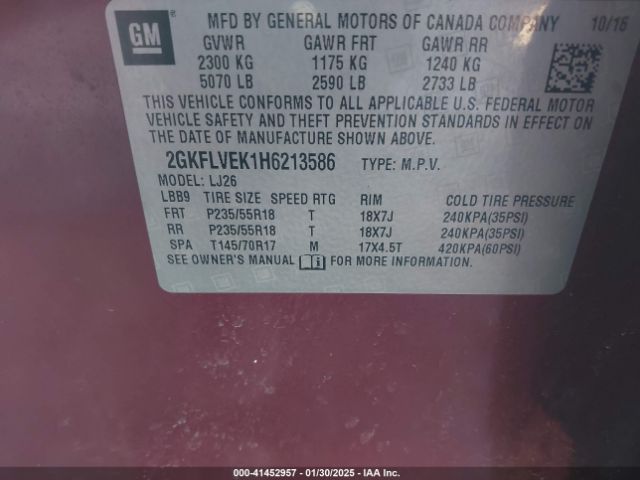 GM
MFD BY GENERAL MOTORS OF CANADA COMPANY 10/16
GVWR GAWR FRT GAWR RR
2300 KG 1175 KG 1240 KG
5070 LB 2590 LB 2733 LB
THIS VEHICLE CONFORMS TO ALL APPLICABLE U.S. FEDERAL MOTOR
VEHICLE SAFETY AND THEFT PREVENTION STANDARDS IN EFFECT ON
THE DATE OF MANUFACTURE SHOWN ABOVE.
2GKFLVEK1H6213586 TYPE: M.P.V.
MODEL: LJ26
LBB9 TIRE SIZE SPEED RTG RIM COLD TIRE PRESSURE
FRT P235/55R18 T 18X7J 240KPA(35PSI)
RR P235/55R18 T 18X7J 240KPA(35PSI)
SPA T145/70R17 M 17X4.5T 420KPA(60PSI)
SEE OWNER'S MANUAL FOR MORE INFORMATION.
000-41452957 - 01/30/2025 - IAA Inc.